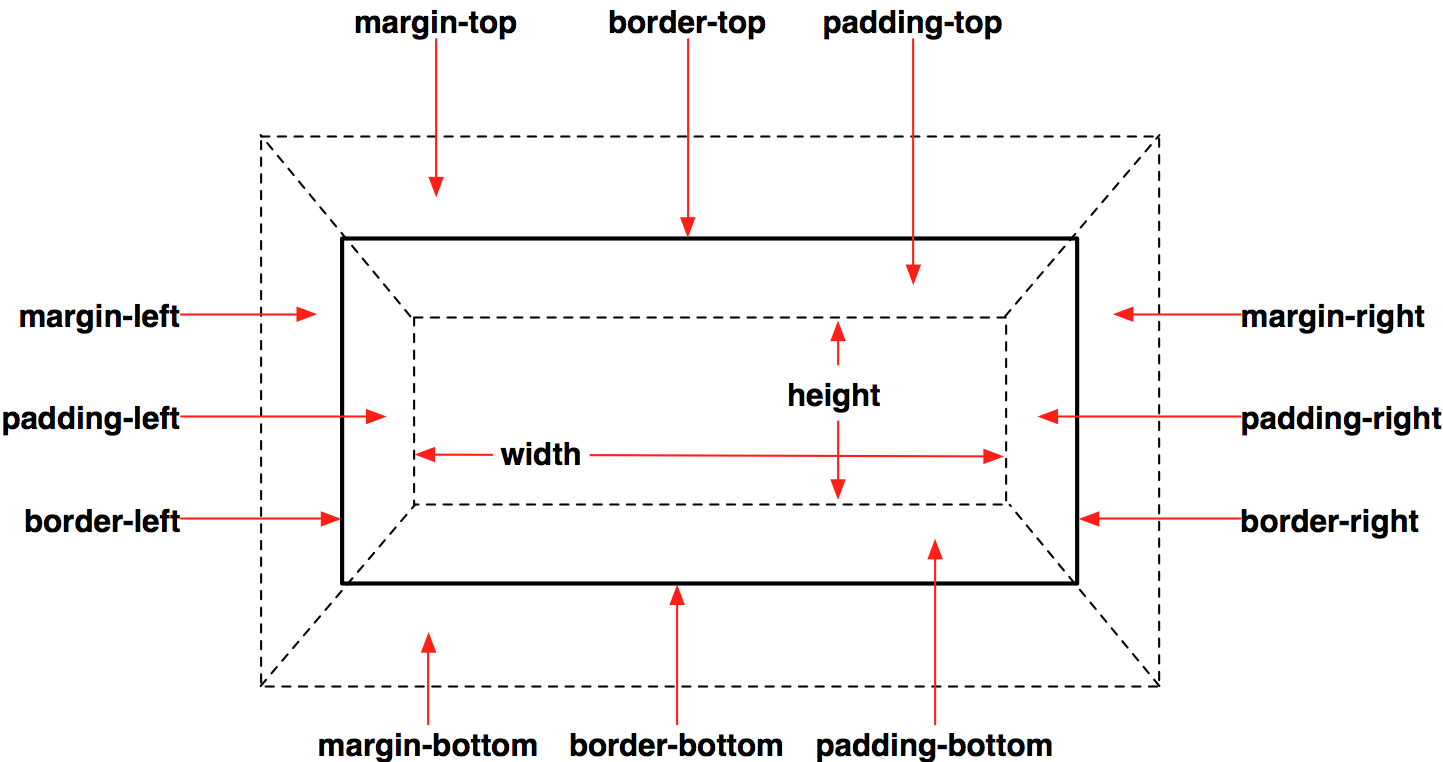 margin-top border-top padding-top
margin-left
margin-right
height
padding-left
padding-right
width
border-left
border-right
margin-bottom border-bottom padding-bottom